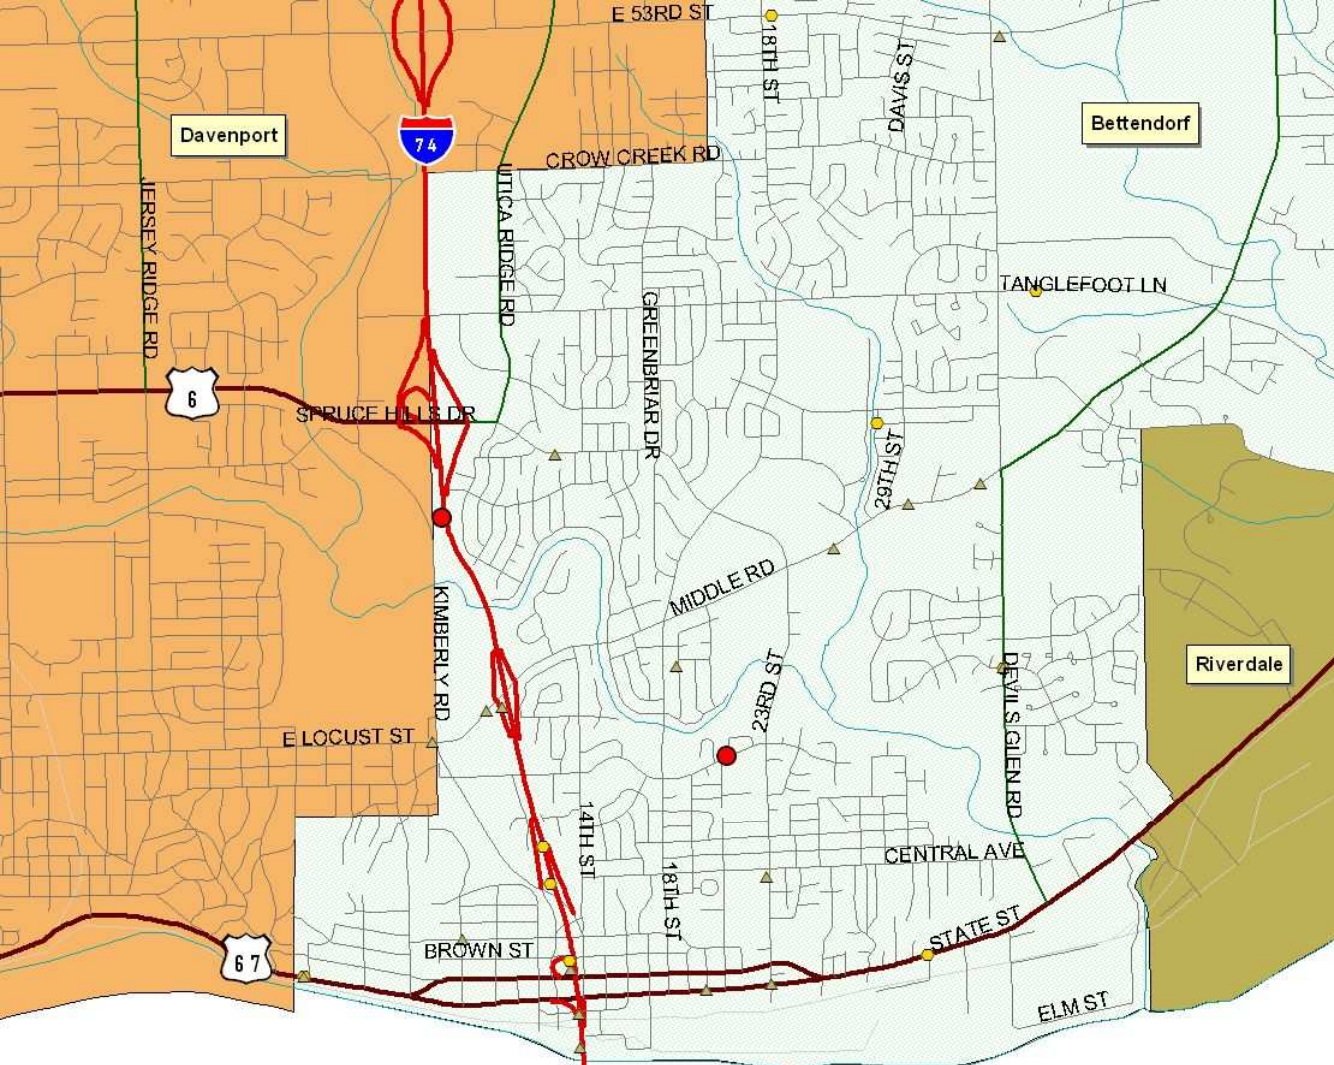 E 53RD ST
18TH ST
DAVIS ST
Davenport
74
Bettendorf
CROW CREEK RD
JERSEY RIDGE RD
UTICA RIDGE RD
TANGLEFOOT LN
GREENBRIAR DR
6
SPRUCE HILLS DR
29TH ST
MIDDLE RD
KIMBERLY RD
23RD ST
DEVILS GLEN RD
Riverdale
E LOCUST ST
14TH ST
CENTRAL AVE
18TH ST
BROWN ST
STATE ST
67
ELM ST